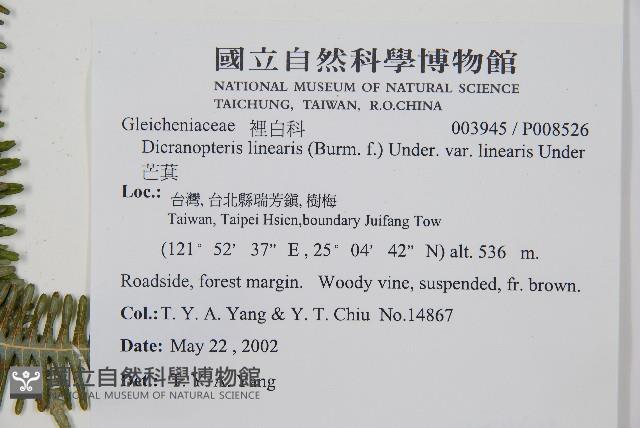 國立自然科學博物館
NATIONAL MUSEUM OF NATURAL SCIENCE
TAICHUNG, TAIWAN, R.O.CHINA
Gleicheniaceae 裡白科 003945 / P008526
Dicranopteris linearis (Burm. f.) Under. var. linearis Under
芒萁
Loc.: 台灣, 台北縣瑞芳鎮, 樹梅
Taiwan, Taipei Hsien,boundary Juifang Tow
(121° 52' 37" E , 25° 04' 42" N) alt. 536 m.
Roadside, forest margin. Woody vine, suspended, fr. brown.
Col.: T. Y. A. Yang & Y. T. Chiu No.14867
Date: May 22 , 2002
Det.: T. Y. A. Yang
國立自然科學博物館
NATIONAL MUSEUM OF NATURAL SCIENCE